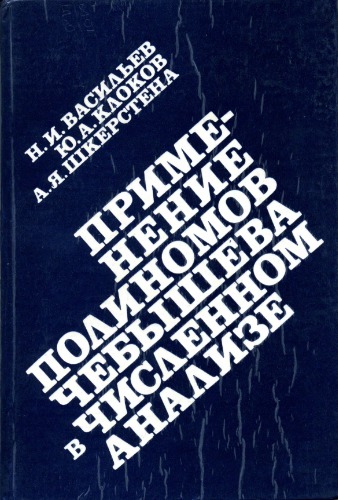 Н. И. ВАСИЛЬЕВ
Ю. А. КЛОКОВ
А. Я. ШКЕРСТЕНА
ПРИМЕ-
НЕНИЕ
ПОЛИНОМОВ
ЧЕБЫШЕВА
В ЧИСЛЕННОМ
АНАЛИЗЕ